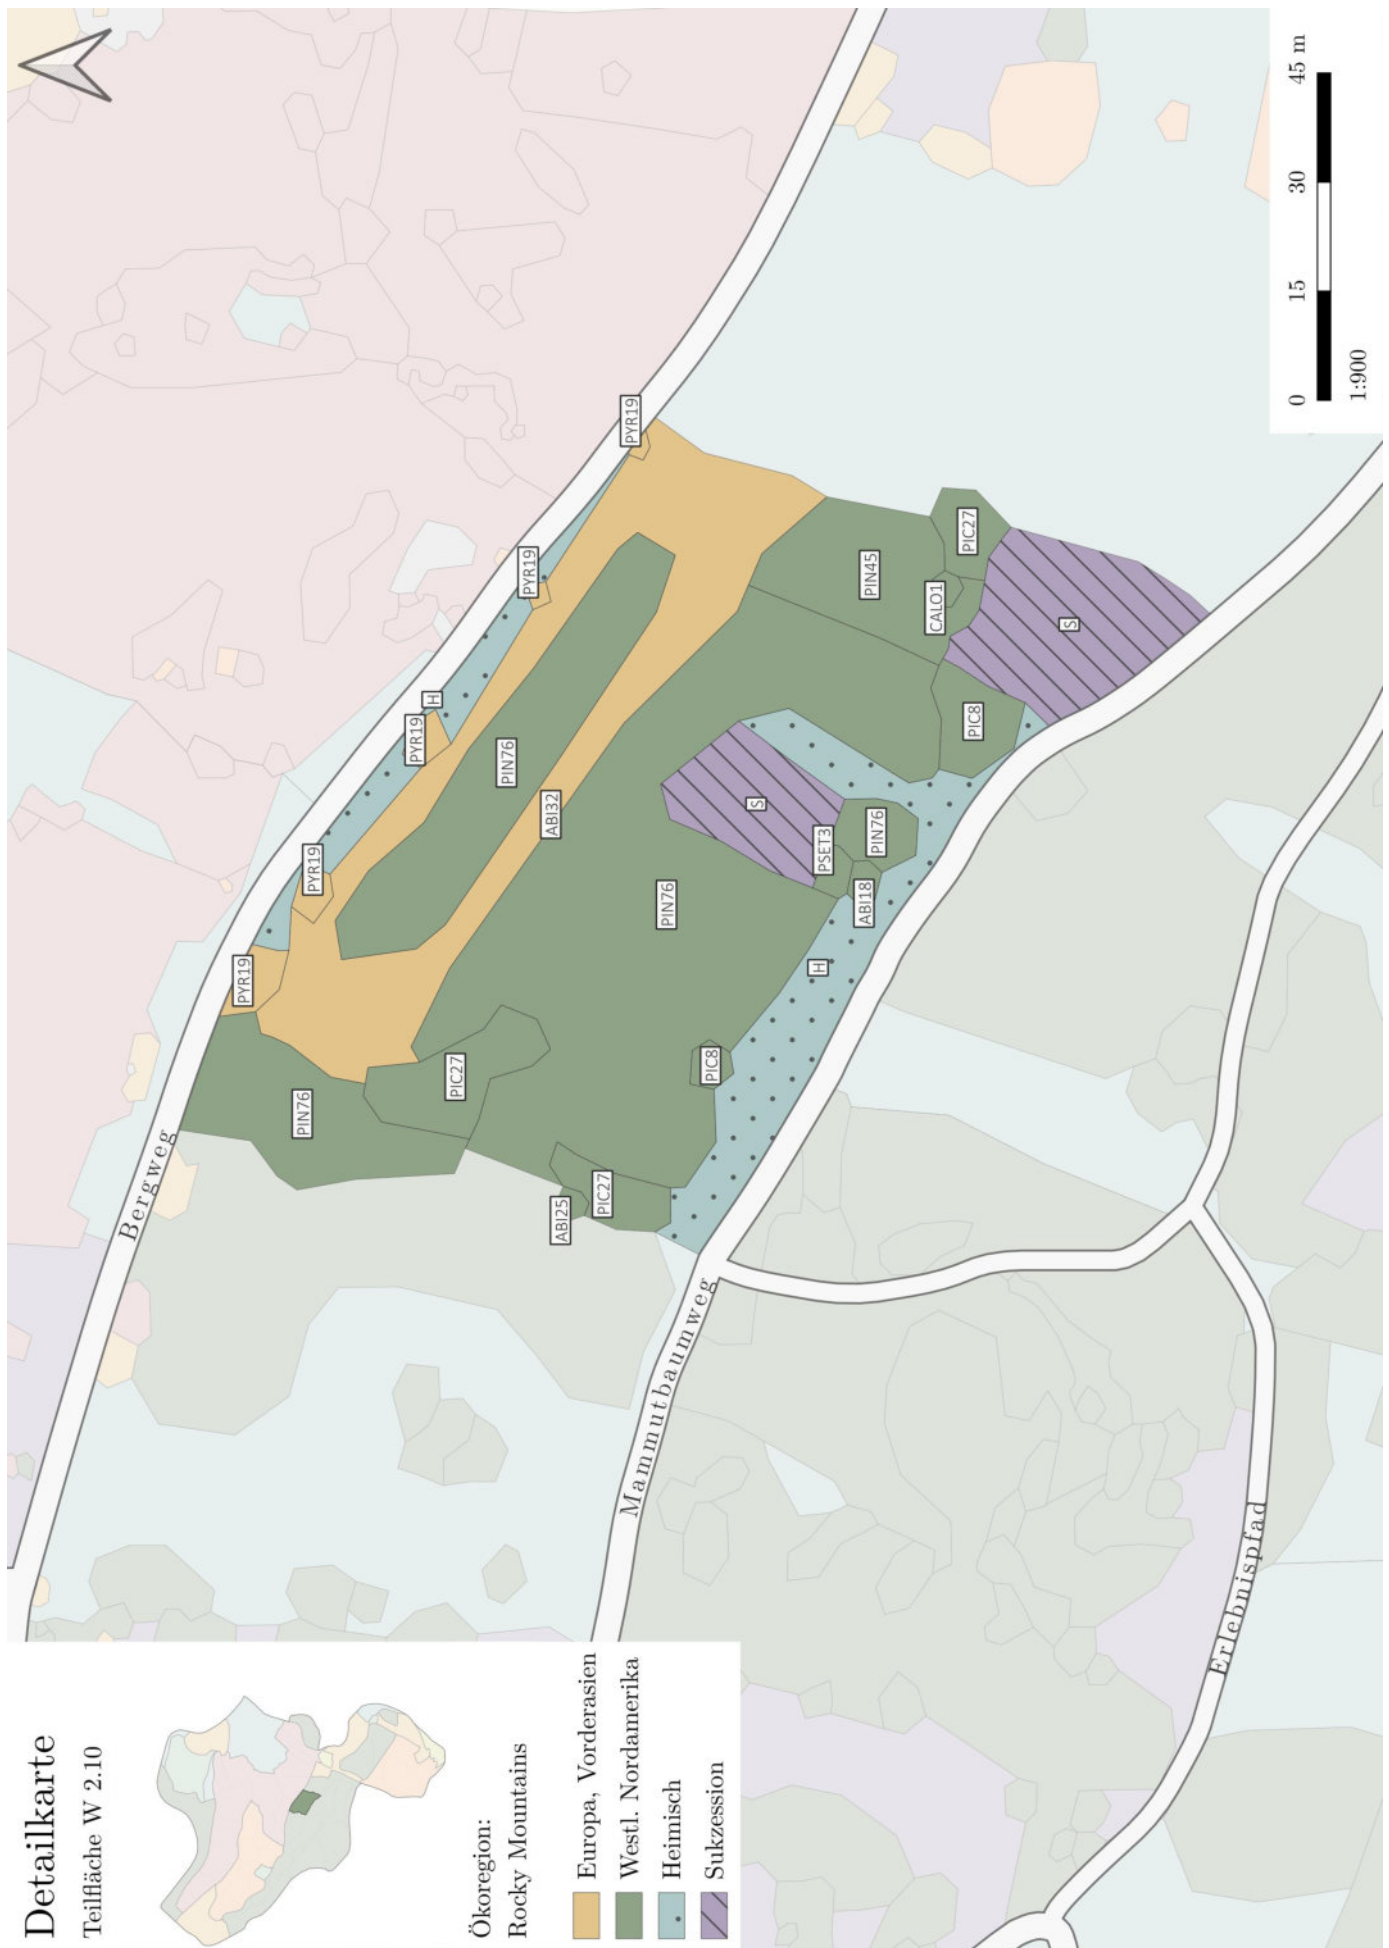 Detailkarte
Teilfläche W 2.10
Ökoregion:
Rocky Mountains
Europa, Vorderasien
Westl. Nordamerika
Heimisch
Sukzession
Bergweg
Mammutbaumweg
Erlebnispfad
PIN76
PYR19
PYR19
H
PYR19
PYR19
PYR19
PIN76
ABI32
PIC27
ABI25
PIC27
PIN76
PIC8
H
S
PSET3
PIN76
ABI18
PIC8
PIN45
CALO1
PIC27
S
0 15 30 45 m
1:900